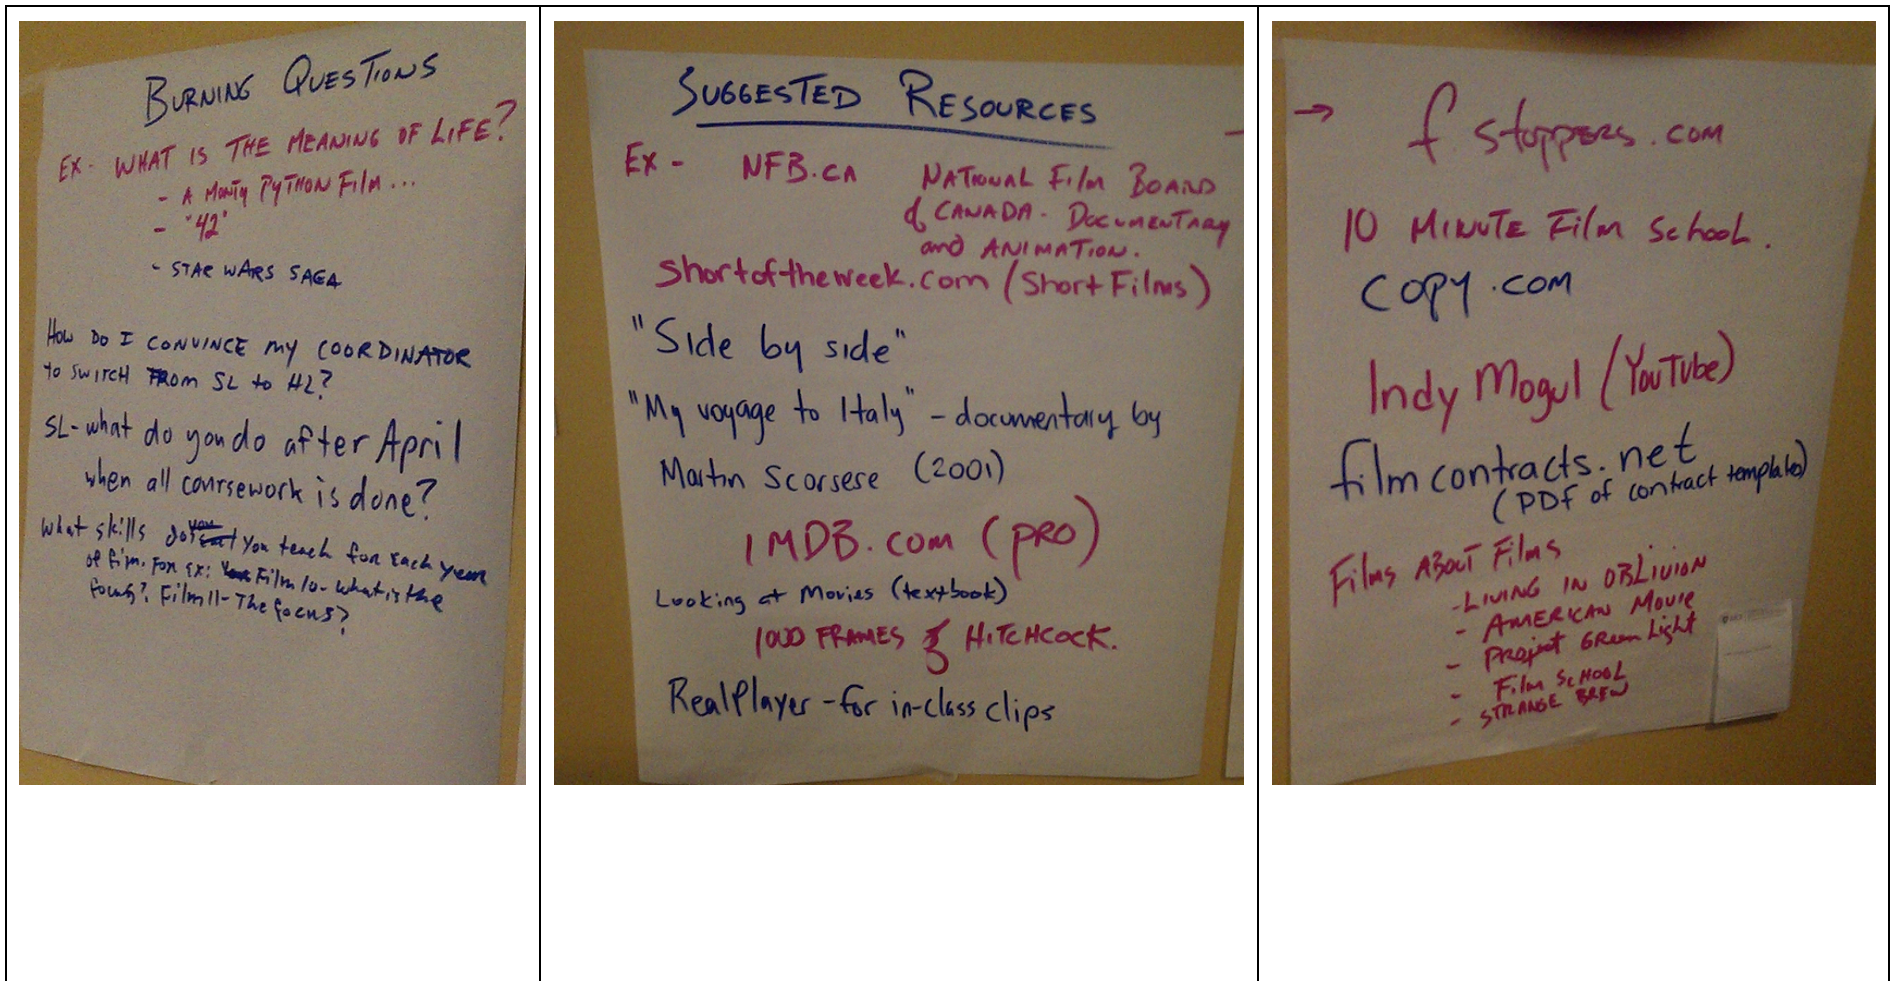 BURNING QUESTIONS
EX- WHAT IS THE MEANING OF LIFE?
- A MONTY PYTHON FILM...
- "42"
- STAR WARS SAGA
HOW DO I CONVINCE MY COORDINATOR
to SWITCH FROM SL to HL?
SL- what do you do after April
when all coursework is done?
What skills do you teach for each year
of film. For ex: Film 10- what is the
focus? Film 11- The focus?
SUGGESTED RESOURCES
EX - NFB.CA NATIONAL FILM BOARD
of CANADA. DOCUMENTARY
and ANIMATION.
shortoftheweek.com (Short Films)
"Side by side"
"My voyage to Italy" - documentary by
Martin Scorsese (2001)
IMDB.com (PRO)
Looking at Movies (textbook)
1000 FRAMES of HITCHCOCK.
RealPlayer - for in-class clips
→ f stoppers.com
10 MINUTE Film School.
copy.com
Indy Mogul (YouTube)
filmcontracts.net
(PDF of contract templates)
Films ABOUT Films
- LIVING IN OBLIVION
- AMERICAN MOVIE
- Project Green Light
- Film SCHOOL
- STRANGE BREW